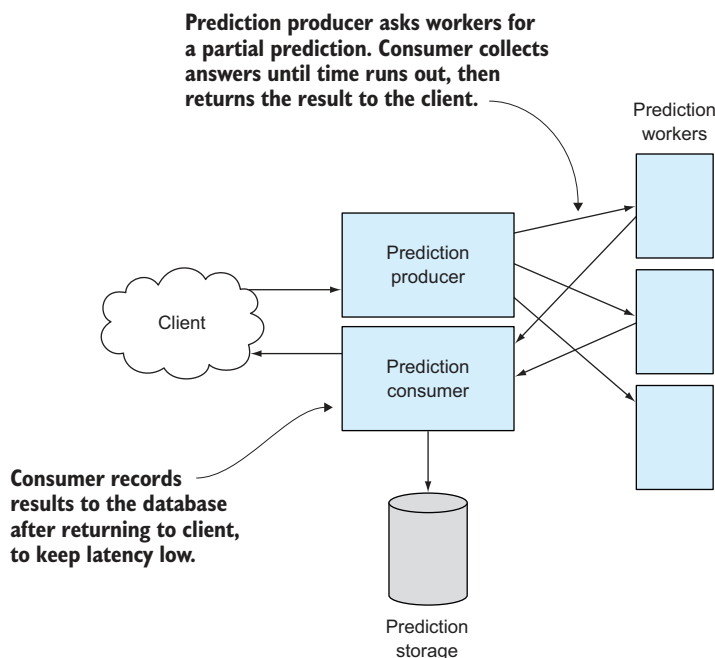 Prediction producer asks workers for
a partial prediction. Consumer collects
answers until time runs out, then
returns the result to the client.
Prediction
workers
Prediction
producer
Client
Prediction
consumer
Consumer records
results to the database
after returning to client,
to keep latency low.
Prediction
storage